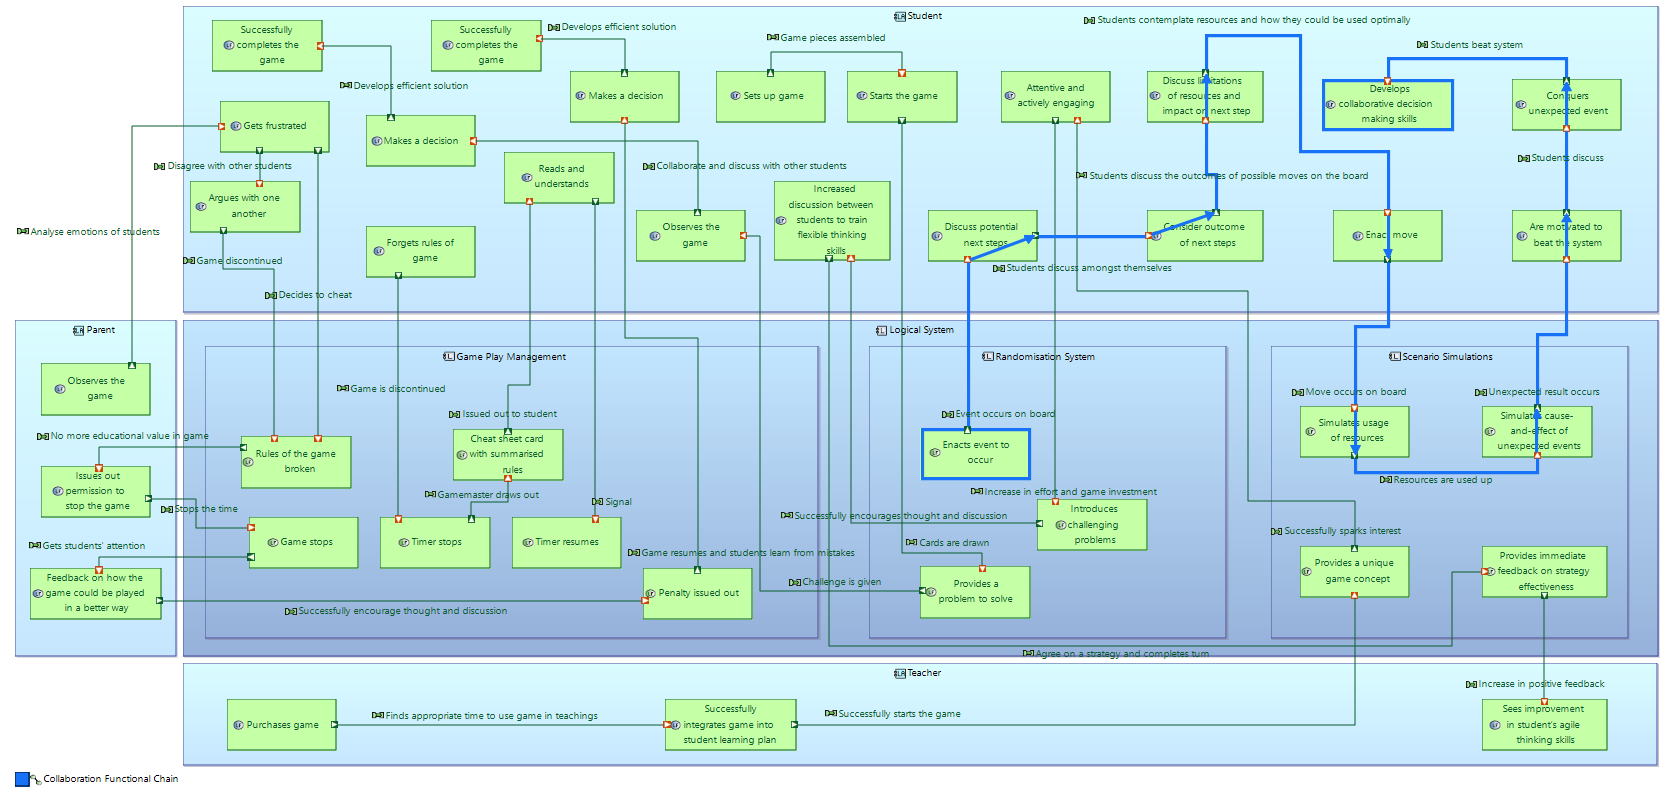 Student
Successfully
completes the
game
Successfully
completes the
game
Develops efficient solution
Game pieces assembled
Students contemplate resources and how they could be used optimally
Students beat system
Develops efficient solution
Makes a decision
Sets up game
Starts the game
Attentive and
actively engaging
Discuss limitations
of resources and
impact on next step
Develops
collaborative decision
making skills
Conquers
unexpected event
Gets frustrated
Makes a decision
Disagree with other students
Reads and
understands
Collaborate and discuss with other students
Students discuss
Students discuss the outcomes of possible moves on the board
Argues with one
another
Increased
discussion between
students to train
flexible thinking
skills
Analyse emotions of students
Forgets rules of
game
Observes the
game
Discuss potential
next steps
Consider outcome
of next steps
Enact move
Are motivated to
beat the system
Game discontinued
Students discuss amongst themselves
Decides to cheat
Parent
Logical System
Game Play Management
Randomisation System
Scenario Simulations
Observes the
game
Game is discontinued
Move occurs on board
Unexpected result occurs
Issued out to student
Event occurs on board
No more educational value in game
Rules of the game
broken
Cheat sheet card
with summarised
rules
Enacts event to
occur
Simulates usage
of resources
Simulates cause-
and-effect of
unexpected events
Issues out
permission to
stop the game
Resources are used up
Gamemaster draws out
Signal
Increase in effort and game investment
Stops the time
Successfully encourages thought and discussion
Introduces
challenging
problems
Successfully sparks interest
Gets students' attention
Game stops
Timer stops
Timer resumes
Game resumes and students learn from mistakes
Cards are drawn
Feedback on how the
game could be played
in a better way
Penalty issued out
Challenge is given
Provides a
problem to solve
Provides a unique
game concept
Provides immediate
feedback on strategy
effectiveness
Successfully encourage thought and discussion
Agree on a strategy and completes turn
Teacher
Increase in positive feedback
Purchases game
Finds appropriate time to use game in teachings
Successfully
integrates game into
student learning plan
Successfully starts the game
Sees improvement
in student's agile
thinking skills
Collaboration Functional Chain